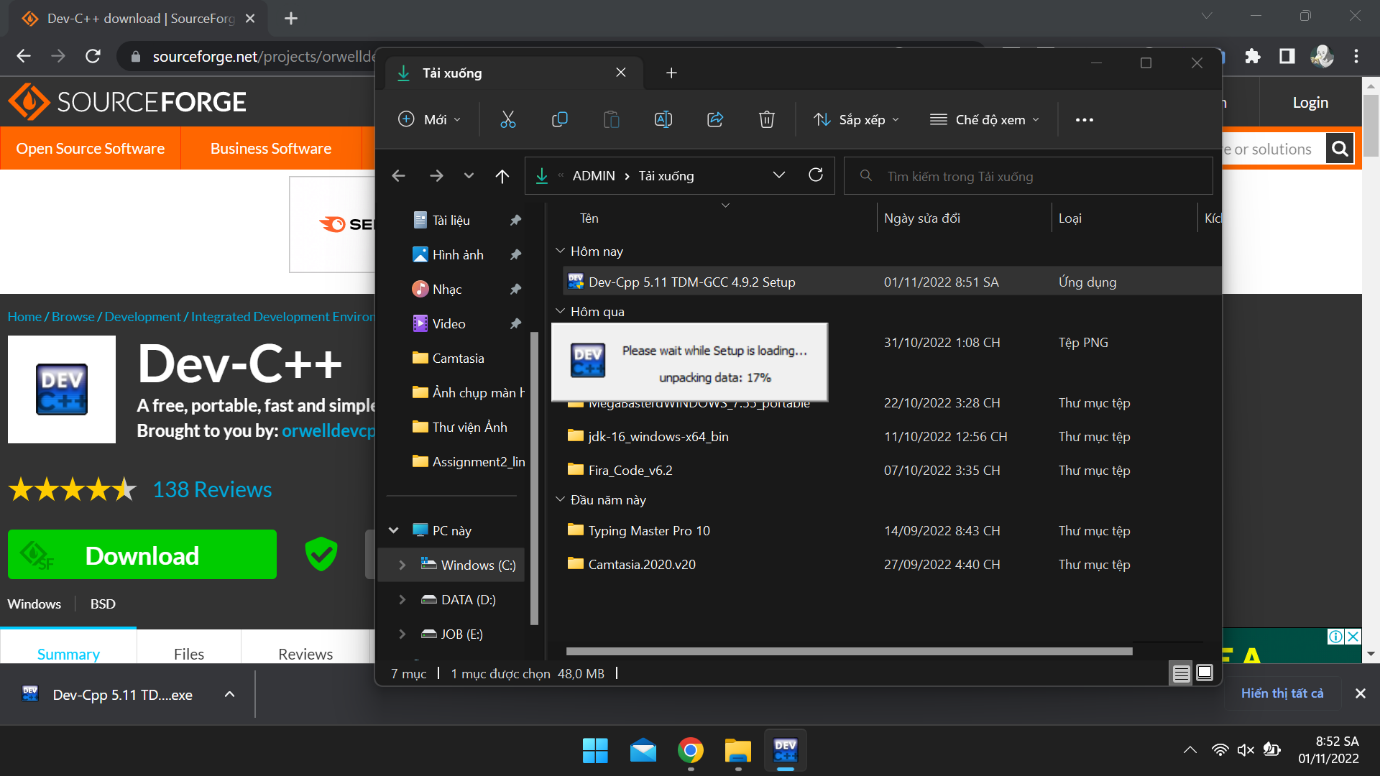 Dev-C++ download | SourceForg
sourceforge.net/projects/orwellde
SOURCEFORGE
Login
Open Source Software
Business Software
e or solutions
Home / Browse / Development / Integrated Development Environ
DEV C++
Dev-C++
A free, portable, fast and simple
Brought to you by: orwelldevcp
138 Reviews
SF
Download
Windows
BSD
Summary
Files
Reviews
Tải xuống
Mới
Sắp xếp
Chế độ xem
ADMIN
Tải xuống
Tìm kiếm trong Tải xuống
Tài liệu
Hình ảnh
Nhạc
Video
Camtasia
Ảnh chụp màn h
Thư viện Ảnh
Assignment2_lin
PC này
Windows (C:)
DATA (D:)
JOB (E:)
Tên
Ngày sửa đổi
Loại
Kíc
Hôm nay
Dev-Cpp 5.11 TDM-GCC 4.9.2 Setup
01/11/2022 8:51 SA
Ứng dụng
Hôm qua
31/10/2022 1:08 CH
Tệp PNG
DEV C++
Please wait while Setup is loading...
unpacking data: 17%
22/10/2022 3:28 CH
Thư mục tệp
jdk-16_windows-x64_bin
11/10/2022 12:56 CH
Thư mục tệp
Fira_Code_v6.2
07/10/2022 3:35 CH
Thư mục tệp
Đầu năm này
Typing Master Pro 10
14/09/2022 8:43 CH
Thư mục tệp
Camtasia.2020.v20
27/09/2022 4:40 CH
Thư mục tệp
7 mục
1 mục được chọn 48,0 MB
Dev-Cpp 5.11 TD....exe
Hiển thị tất cả
DEV C++
8:52 SA
01/11/2022